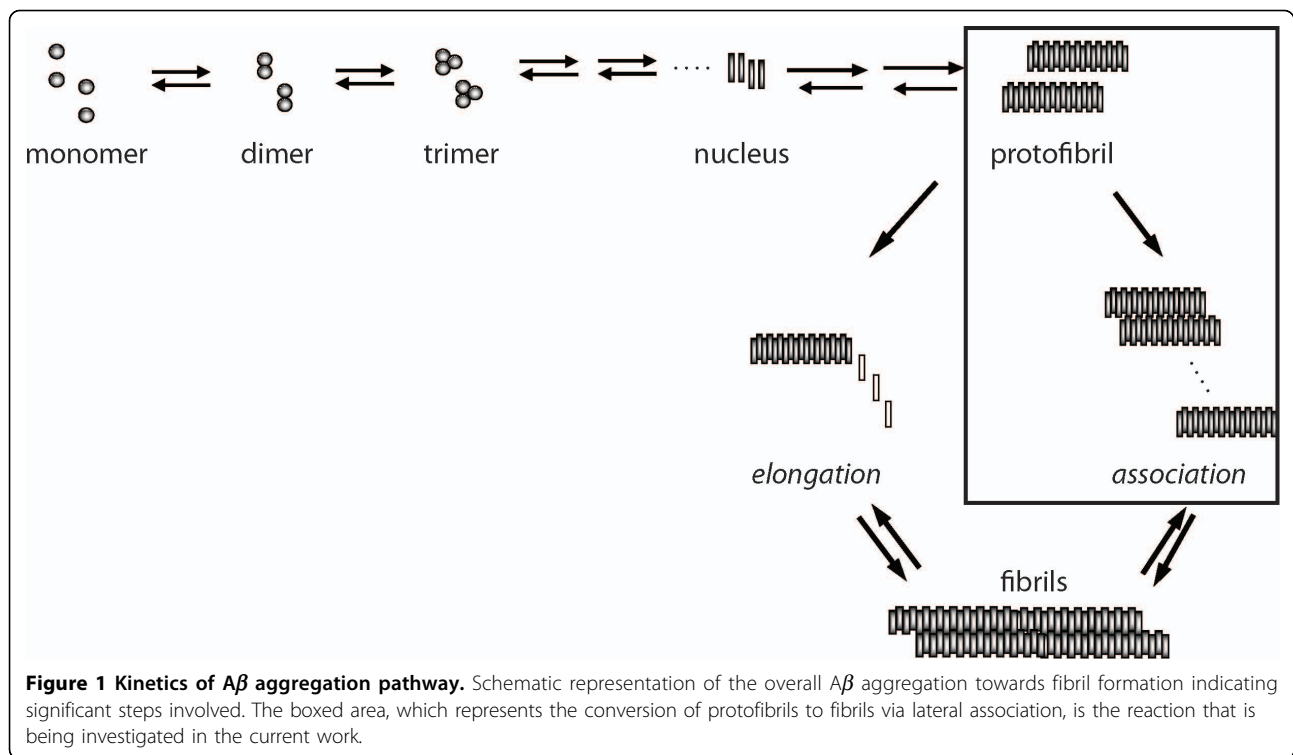 monomer dimer trimer nucleus protofibril
elongation association
fibrils
Figure 1 Kinetics of Aβ aggregation pathway. Schematic representation of the overall Aβ aggregation towards fibril formation indicating
significant steps involved. The boxed area, which represents the conversion of protofibrils to fibrils via lateral association, is the reaction that is
being investigated in the current work.